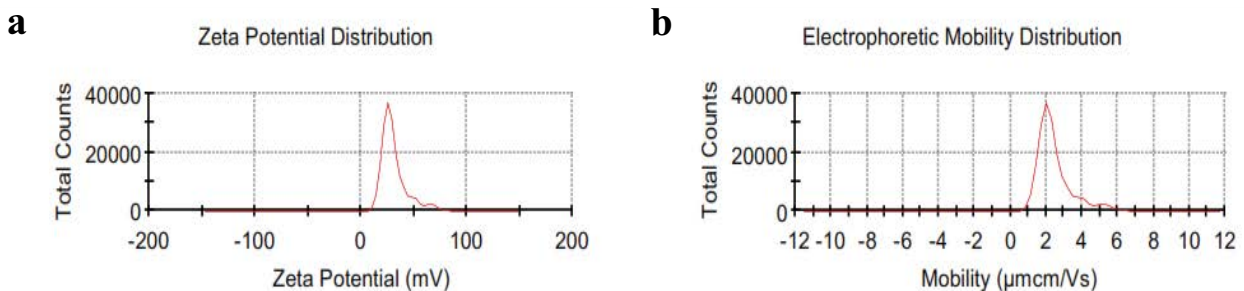 a
Zeta Potential Distribution
Total Counts
40000
20000
0
-200 -100 0 100 200
Zeta Potential (mV)
b
Electrophoretic Mobility Distribution
Total Counts
40000
20000
0
-12 -10 -8 -6 -4 -2 0 2 4 6 8 10 12
Mobility (µmcm/Vs)